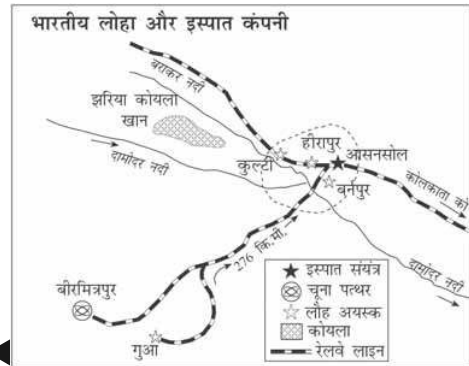 भारतीय लोहा और इस्पात कंपनी
बराकर नदी
झरिया कोयला
खान
हीरापुर
कुल्टी
आसनसोल
बर्नपुर
दामोदर नदी
कोलकाता को
276 कि.मी.
दामोदर नदी
बीरमित्रपुर
गुआ
इस्पात संयंत्र
चूना पत्थर
लौह अयस्क
कोयला
रेलवे लाइन